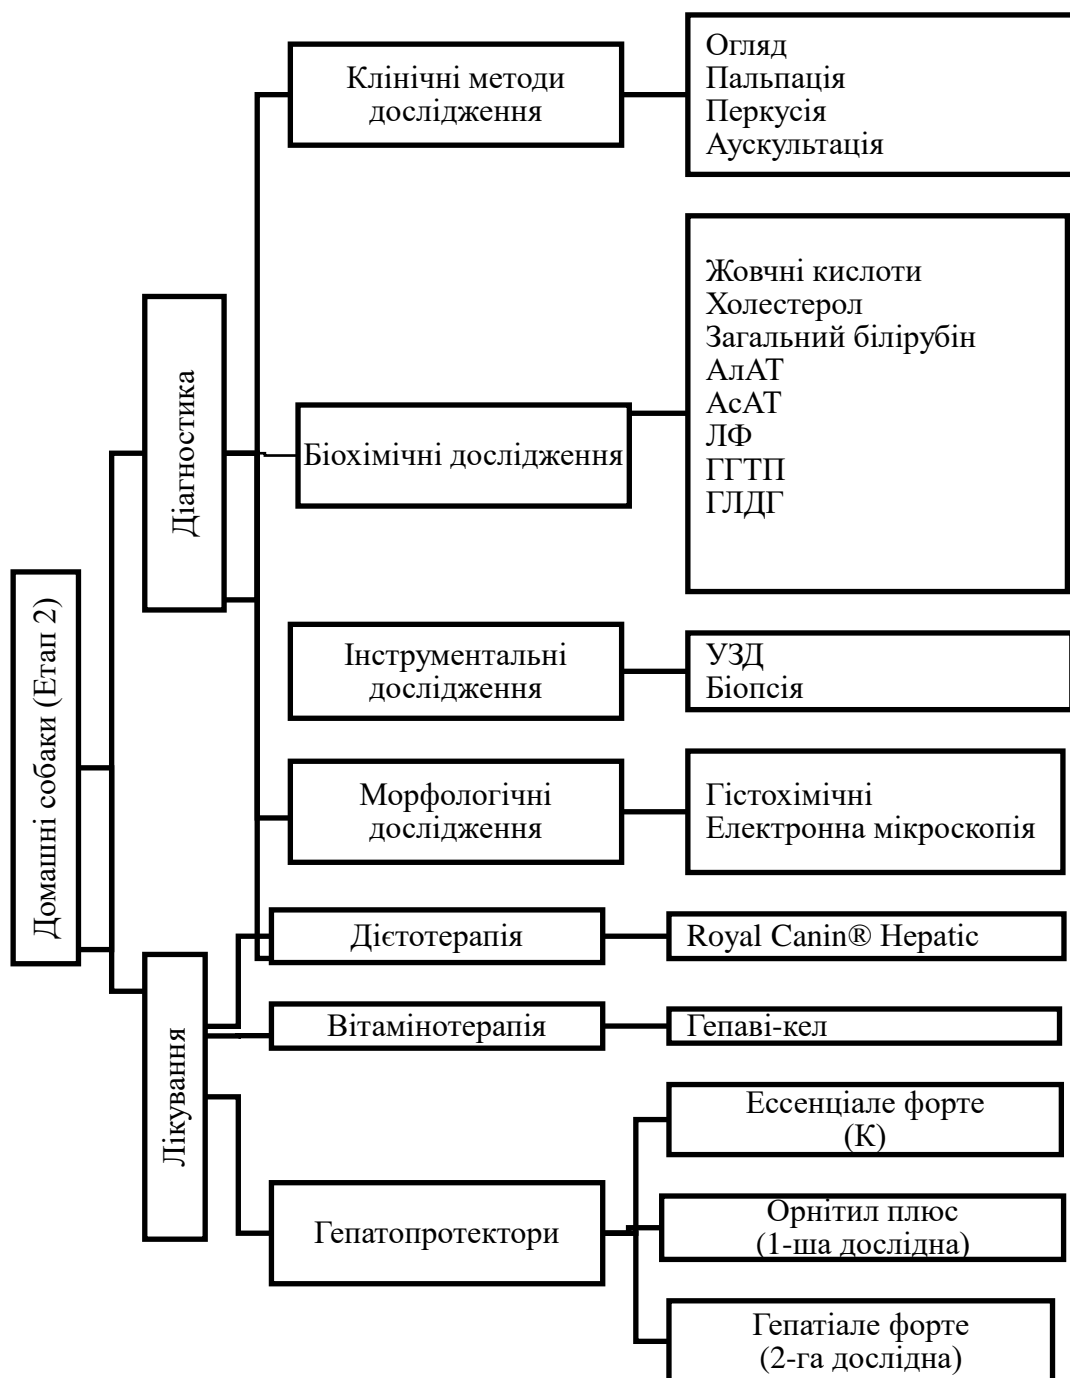 Домашні собаки (Етап 2)
Діагностика
Клінічні методи
дослідження
Огляд
Пальпація
Перкусія
Аускультація
Біохімічні дослідження
Жовчні кислоти
Холестерол
Загальний білірубін
АлАТ
АсАТ
ЛФ
ГГТП
ГЛДГ
Інструментальні
дослідження
УЗД
Біопсія
Морфологічні
дослідження
Гістохімічні
Електронна мікроскопія
Лікування
Дієтотерапія
Royal Canin® Hepatic
Вітамінотерапія
Гепаві-кел
Гепатопротектори
Ессенціале форте
(К)
Орнітил плюс
(1-ша дослідна)
Гепатіале форте
(2-га дослідна)